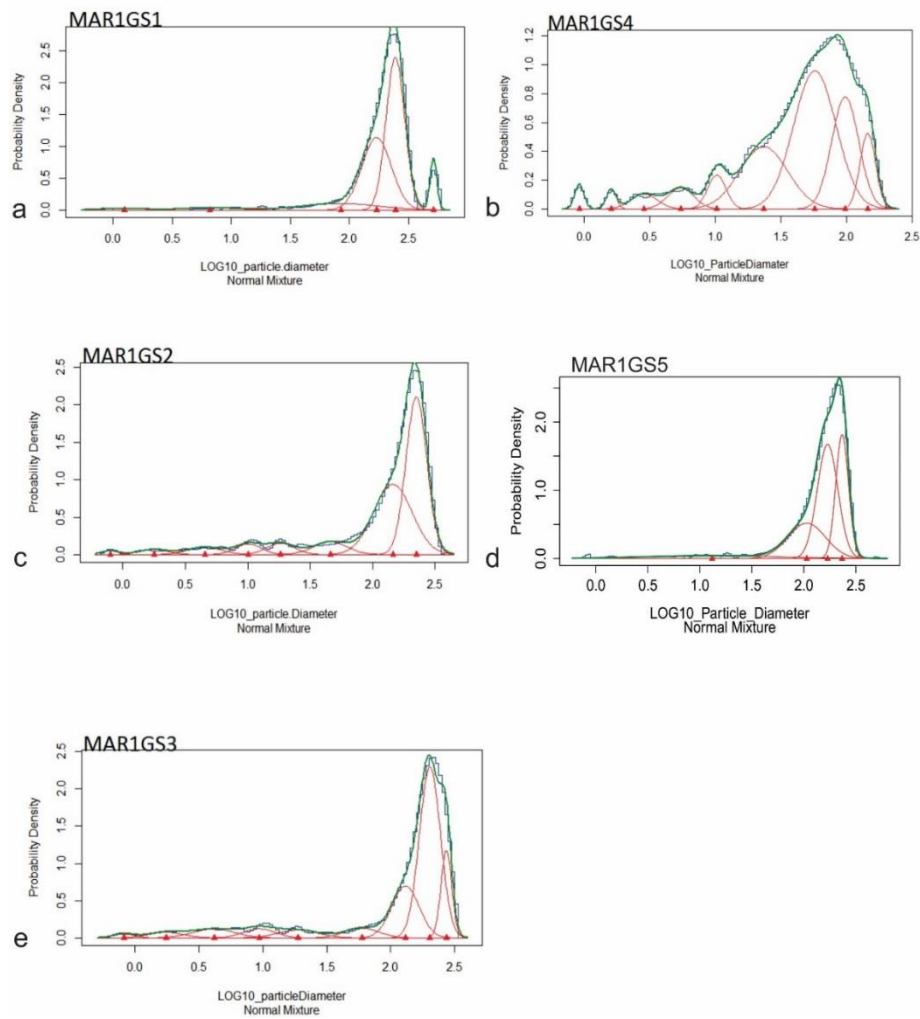 MAR1GS1
Probability Density
0.0 0.5 1.0 1.5 2.0 2.5
0.0 0.5 1.0 1.5 2.0 2.5
a
LOG10_particle.diameter
Normal Mixture
MAR1GS4
Probability Density
0.0 0.2 0.4 0.6 0.8 1.0 1.2
0.0 0.5 1.0 1.5 2.0 2.5
b
LOG10_ParticleDiamater
Normal Mixture
MAR1GS2
Probability Density
0.0 0.5 1.0 1.5 2.0 2.5
0.0 0.5 1.0 1.5 2.0 2.5
c
LOG10_particle.Diameter
Normal Mixture
MAR1GS5
Probability Density
0.0 1.0 2.0
0.0 0.5 1.0 1.5 2.0 2.5
d
LOG10_Particle_Diameter
Normal Mixture
MAR1GS3
Probability Density
0.0 0.5 1.0 1.5 2.0 2.5
0.0 0.5 1.0 1.5 2.0 2.5
e
LOG10_particleDiameter
Normal Mixture